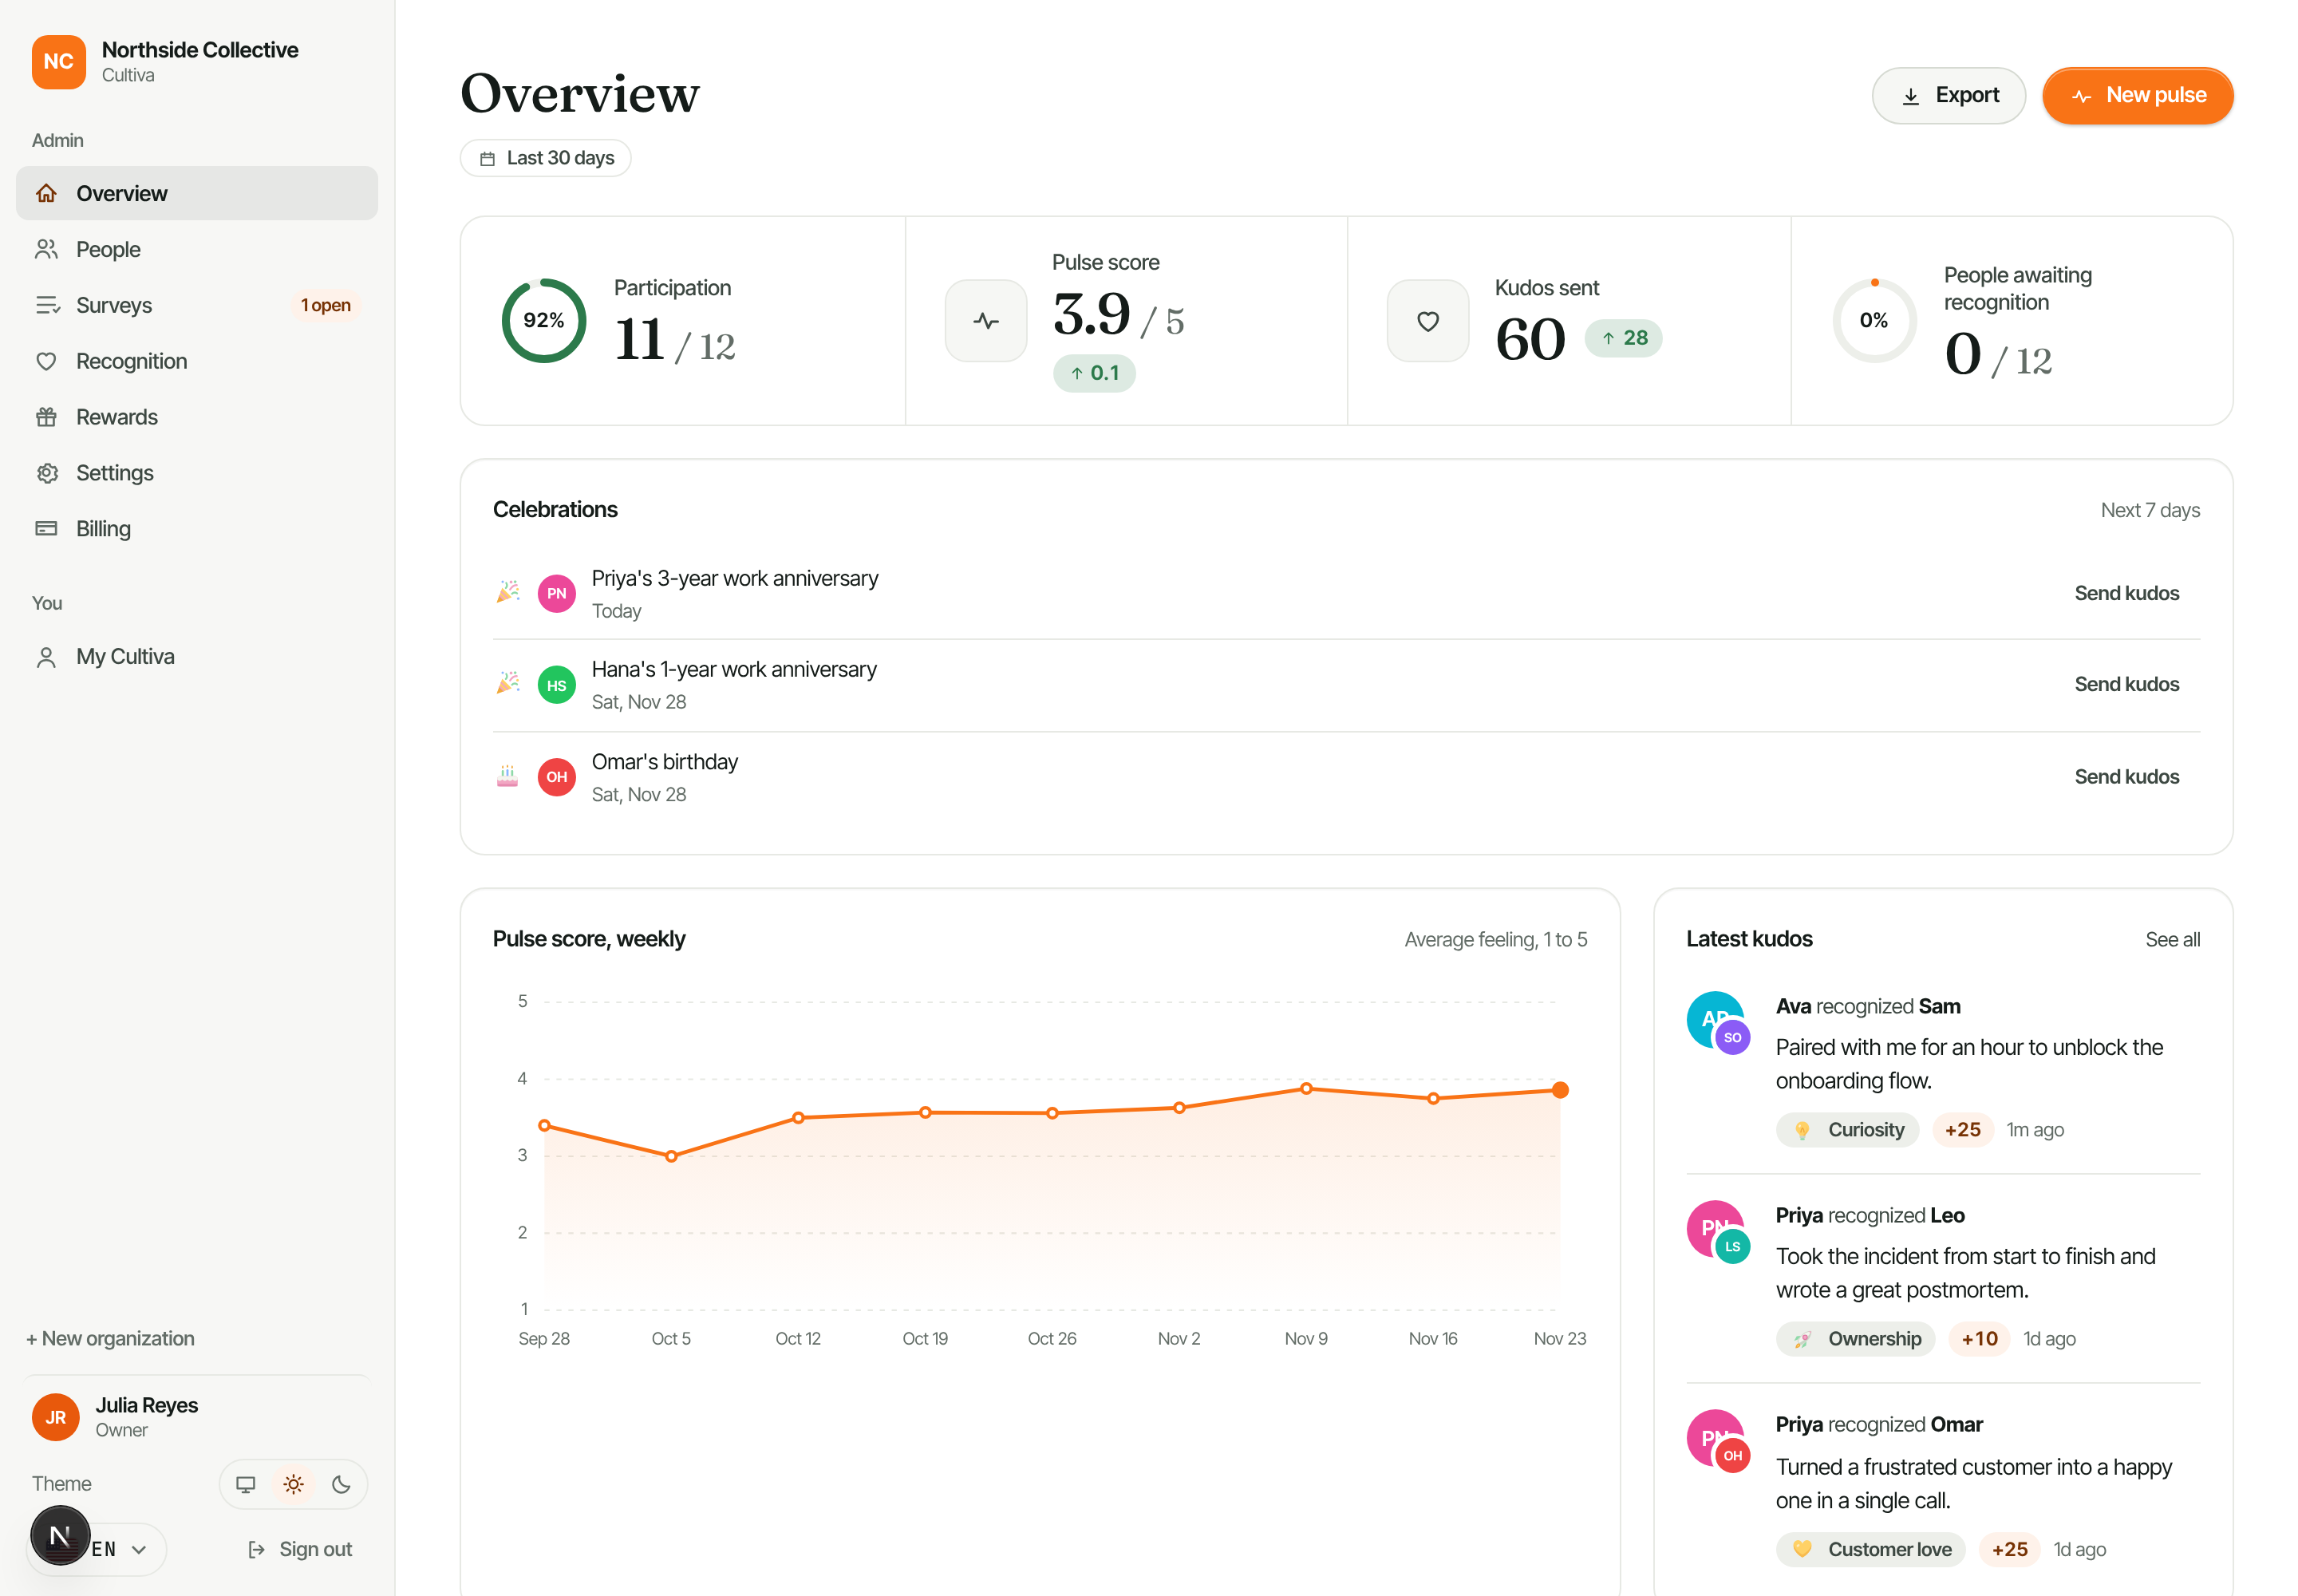 NC
Northside Collective
Cultiva
Admin
Overview
People
Surveys
1 open
Recognition
Rewards
Settings
Billing
You
My Cultiva
+ New organization
JR
Julia Reyes
Owner
Theme
N
EN
Sign out
Overview
Export
New pulse
Last 30 days
92%
Participation
11 / 12
Pulse score
3.9 / 5
↑ 0.1
Kudos sent
60
↑ 28
0%
People awaiting
recognition
0 / 12
Celebrations
Next 7 days
PN
Priya's 3-year work anniversary
Today
Send kudos
HS
Hana's 1-year work anniversary
Sat, Nov 28
Send kudos
OH
Omar's birthday
Sat, Nov 28
Send kudos
Pulse score, weekly
Average feeling, 1 to 5
5
4
3
2
1
Sep 28
Oct 5
Oct 12
Oct 19
Oct 26
Nov 2
Nov 9
Nov 16
Nov 23
Latest kudos
See all
SO
Ava recognized Sam
Paired with me for an hour to unblock the
onboarding flow.
Curiosity
+25
1m ago
PN
LS
Priya recognized Leo
Took the incident from start to finish and
wrote a great postmortem.
Ownership
+10
1d ago
PN
OH
Priya recognized Omar
Turned a frustrated customer into a happy
one in a single call.
Customer love
+25
1d ago